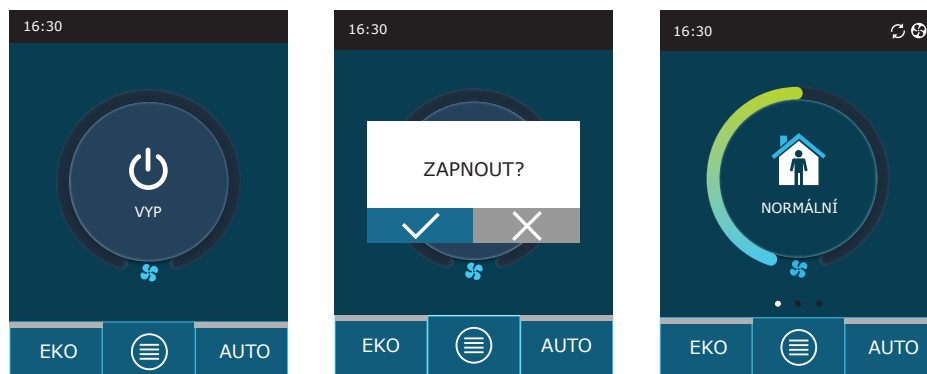 16:30
VYP
EKO
AUTO
16:30
ZAPNOUT?
EKO
AUTO
16:30
NORMÁLNÍ
EKO
AUTO